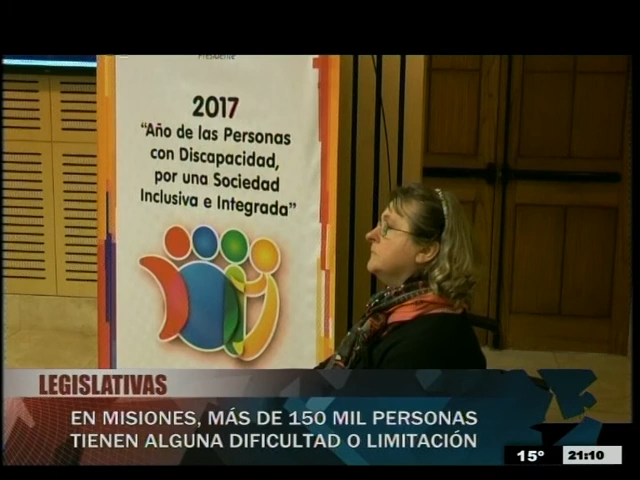 2017
"Año de las Personas
con Discapacidad,
por una Sociedad
Inclusiva e Integrada"
LEGISLATIVAS
EN MISIONES, MÁS DE 150 MIL PERSONAS
TIENEN ALGUNA DIFICULTAD O LIMITACIÓN
15° 21:10